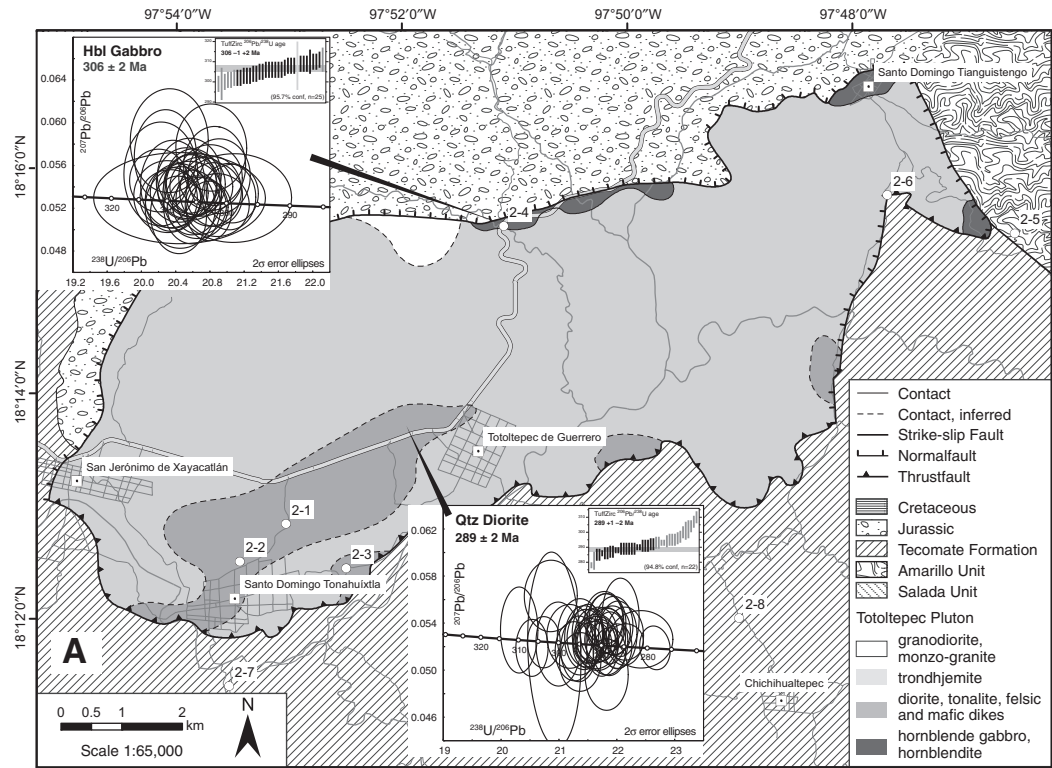 97°54′0″W
97°52′0″W
97°50′0″W
97°48′0″W
18°16′0″N
18°14′0″N
18°12′0″N
Hbl Gabbro
306 ± 2 Ma
TuffZirc ²⁰⁶Pb/²³⁸U age
306 −1 +2 Ma
(95.7% conf, n=25)
0.064
0.060
0.056
0.052
0.048
²⁰⁷Pb/²⁰⁶Pb
320
290
²³⁸U/²⁰⁶Pb
2σ error ellipses
19.2 19.6 20.0 20.4 20.8 21.2 21.6 22.0
Santo Domingo Tianguistengo
2-6
2-5
2-4
Totoltepec de Guerrero
San Jerónimo de Xayacatlán
2-1
2-2
2-3
Santo Domingo Tonahuixtla
2-7
2-8
Chichihualtepec
A
Qtz Diorite
289 ± 2 Ma
TuffZirc ²⁰⁶Pb/²³⁸U age
289 +1 −2 Ma
(94.8% conf, n=22)
0.062
0.058
0.054
0.050
0.046
²⁰⁷Pb/²⁰⁶Pb
320
310
280
²³⁸U/²⁰⁶Pb
2σ error ellipses
19 20 21 22 23
0 0.5 1 2
km
Scale 1:65,000
N
Contact
Contact, inferred
Strike-slip Fault
Normalfault
Thrustfault
Cretaceous
Jurassic
Tecomate Formation
Amarillo Unit
Salada Unit
Totoltepec Pluton
granodiorite,
monzo-granite
trondhjemite
diorite, tonalite, felsic
and mafic dikes
hornblende gabbro,
hornblendite